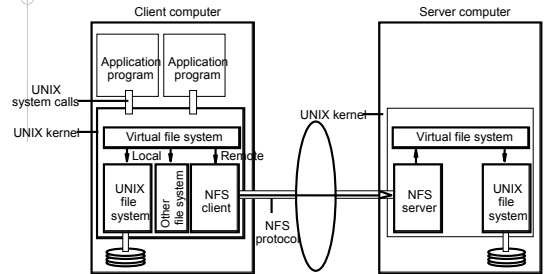 Client computer
Server computer
Application
program
Application
program
UNIX
system calls
UNIX kernel
UNIX kernel
Virtual file system
Virtual file system
Local
Remote
UNIX
file
system
Other
file system
NFS
client
NFS
server
UNIX
file
system
NFS
protocol